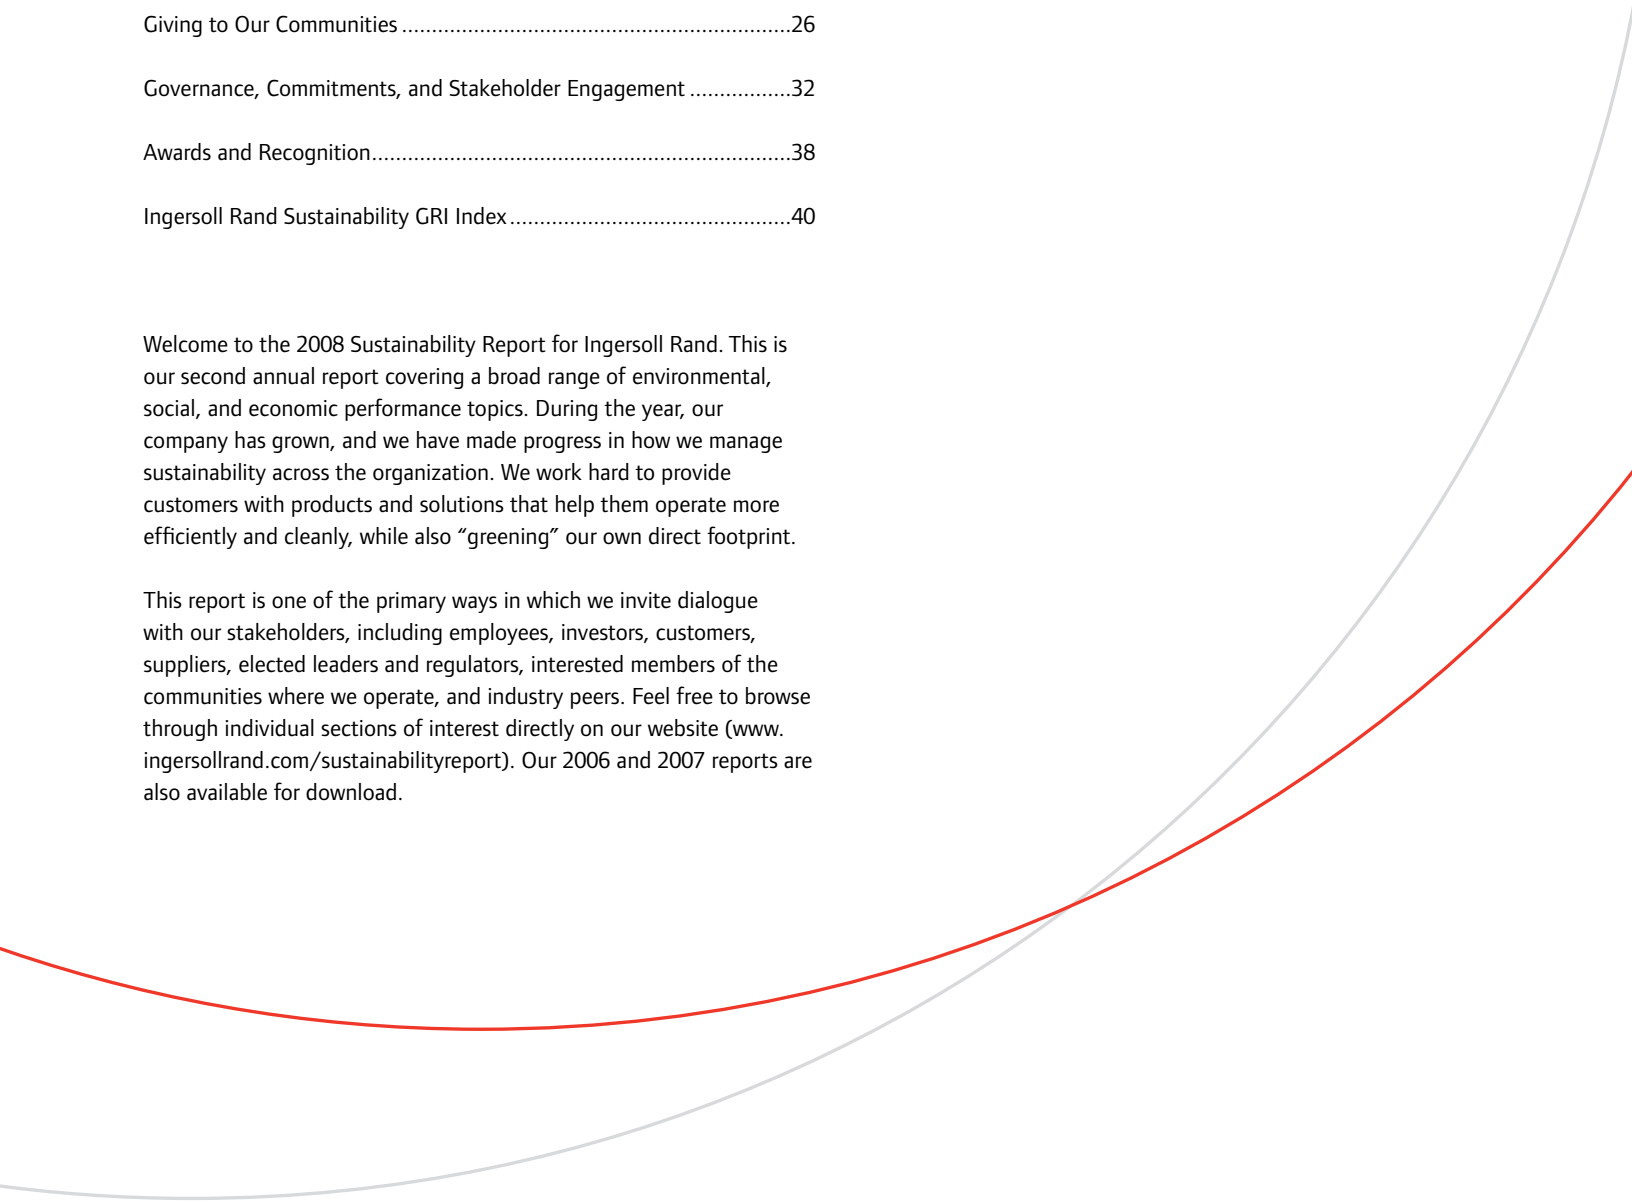 Giving to Our Communities.................................................................26
Governance, Commitments, and Stakeholder Engagement.................32
Awards and Recognition......................................................................38
Ingersoll Rand Sustainability GRI Index...............................................40
Welcome to the 2008 Sustainability Report for Ingersoll Rand. This is
our second annual report covering a broad range of environmental,
social, and economic performance topics. During the year, our
company has grown, and we have made progress in how we manage
sustainability across the organization. We work hard to provide
customers with products and solutions that help them operate more
efficiently and cleanly, while also “greening” our own direct footprint.
This report is one of the primary ways in which we invite dialogue
with our stakeholders, including employees, investors, customers,
suppliers, elected leaders and regulators, interested members of the
communities where we operate, and industry peers. Feel free to browse
through individual sections of interest directly on our website (www.
ingersollrand.com/sustainabilityreport). Our 2006 and 2007 reports are
also available for download.